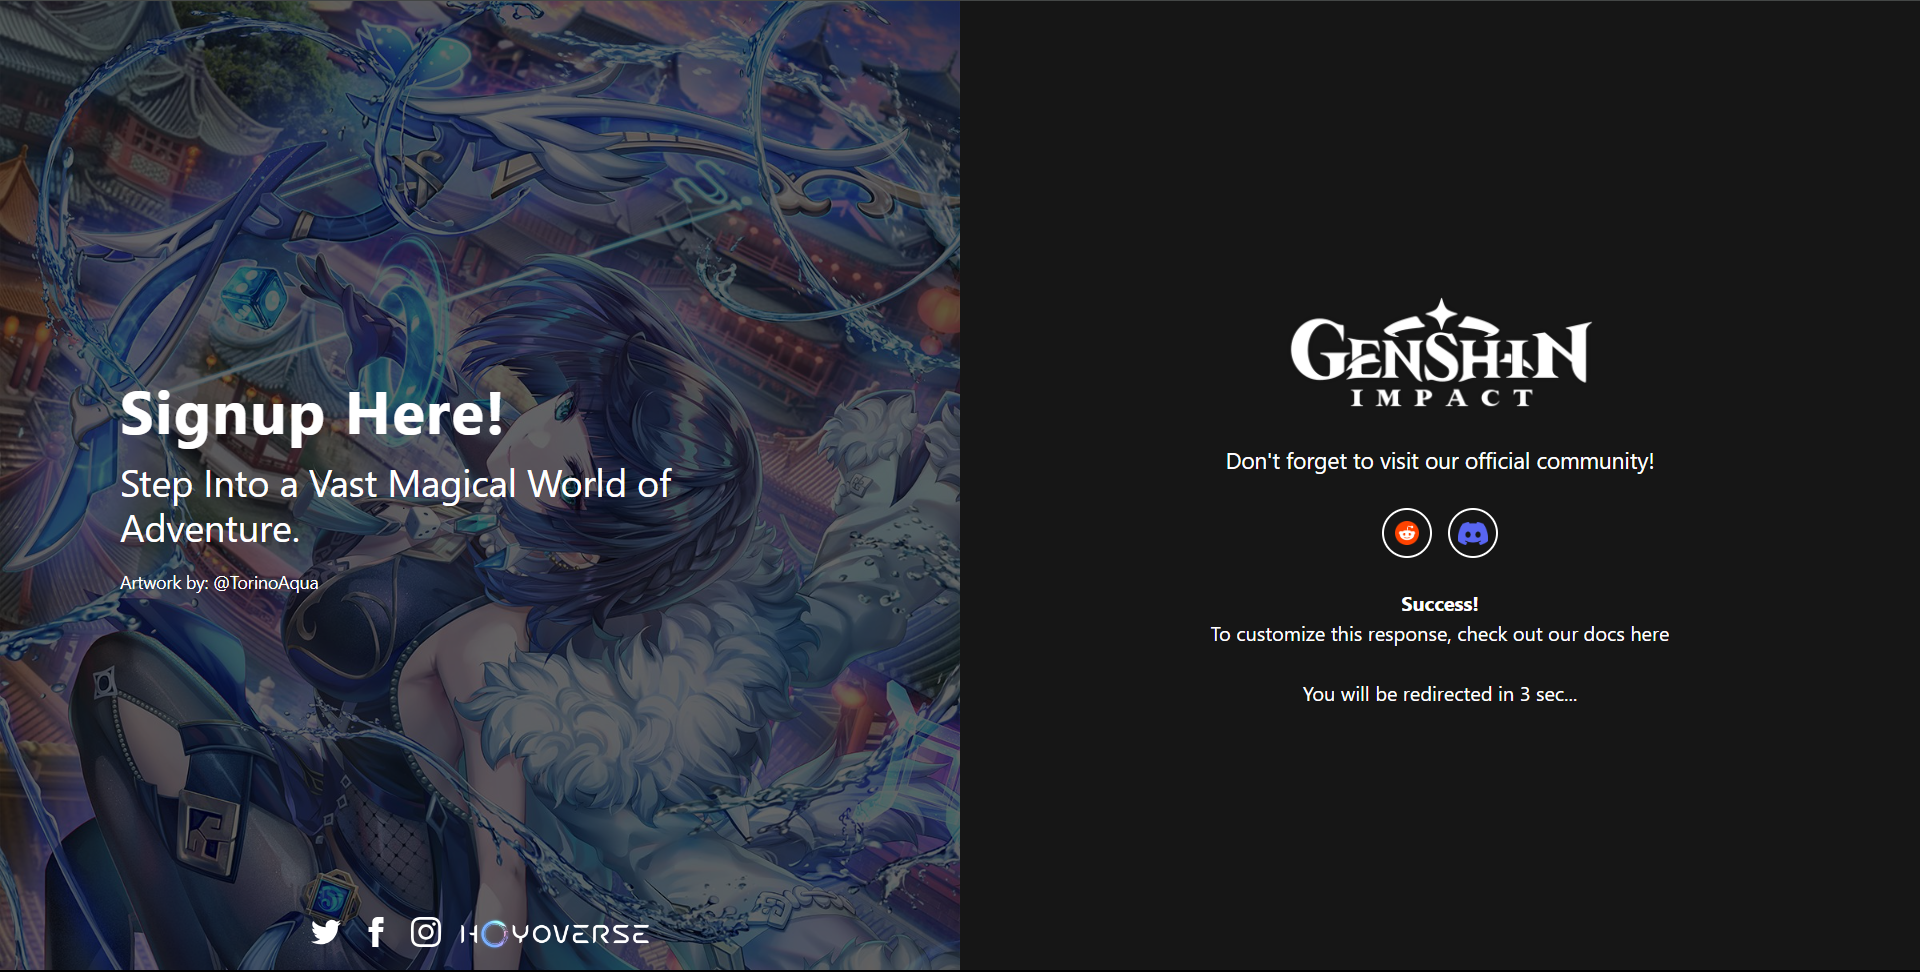 Signup Here!
Step Into a Vast Magical World of
Adventure.
Artwork by: @TorinoAqua
HOYOVERSE
GENSHIN
IMPACT
Don't forget to visit our official community!
Success!
To customize this response, check out our docs here
You will be redirected in 3 sec...